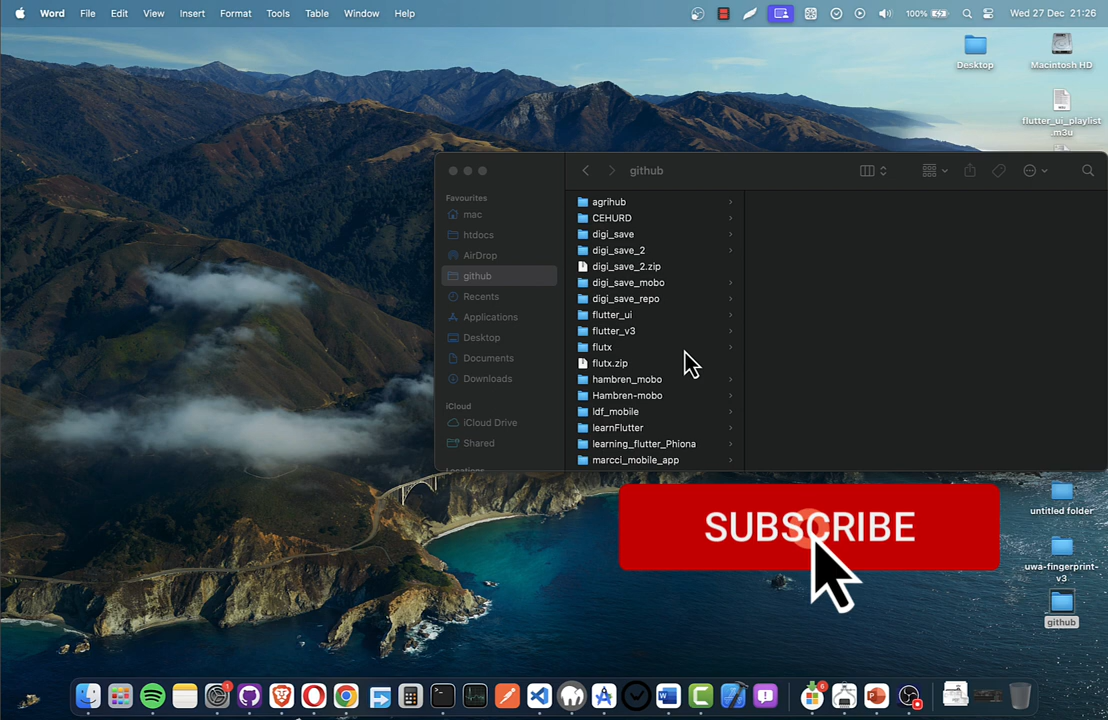 Word File Edit View Insert Format Tools Table Window Help 100% Wed 27 Dec 21:26
Desktop
Macintosh HD
flutter_ui_playlist
.m3u
github
Favourites
mac
htdocs
AirDrop
github
Recents
Applications
Desktop
Documents
Downloads
iCloud
iCloud Drive
Shared
Locations
agrihub
CEHURD
digi_save
digi_save_2
digi_save_2.zip
digi_save_mobo
digi_save_repo
flutter_ui
flutter_v3
flutx
flutx.zip
hambren_mobo
Hambren-mobo
ldf_mobile
learnFlutter
learning_flutter_Phiona
marcci_mobile_app
SUBSCRIBE
untitled folder
uwa-fingerprint-
v3
github